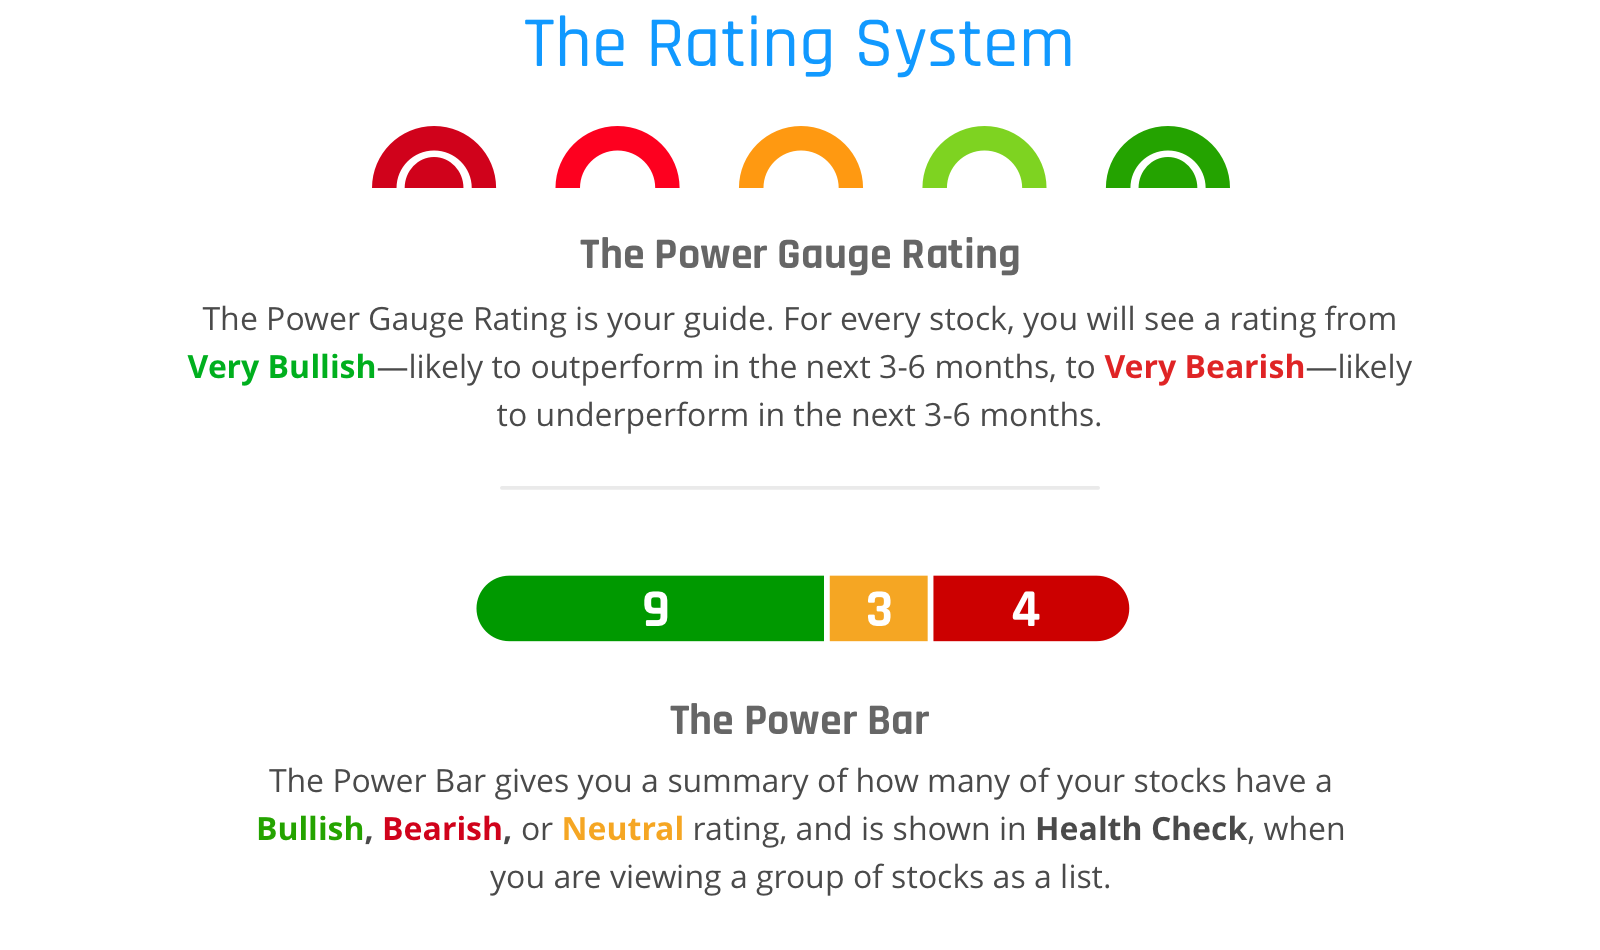 The Rating System
The Power Gauge Rating
The Power Gauge Rating is your guide. For every stock, you will see a rating from
Very Bullish—likely to outperform in the next 3-6 months, to Very Bearish—likely
to underperform in the next 3-6 months.
9 3 4
The Power Bar
The Power Bar gives you a summary of how many of your stocks have a
Bullish, Bearish, or Neutral rating, and is shown in Health Check, when
you are viewing a group of stocks as a list.